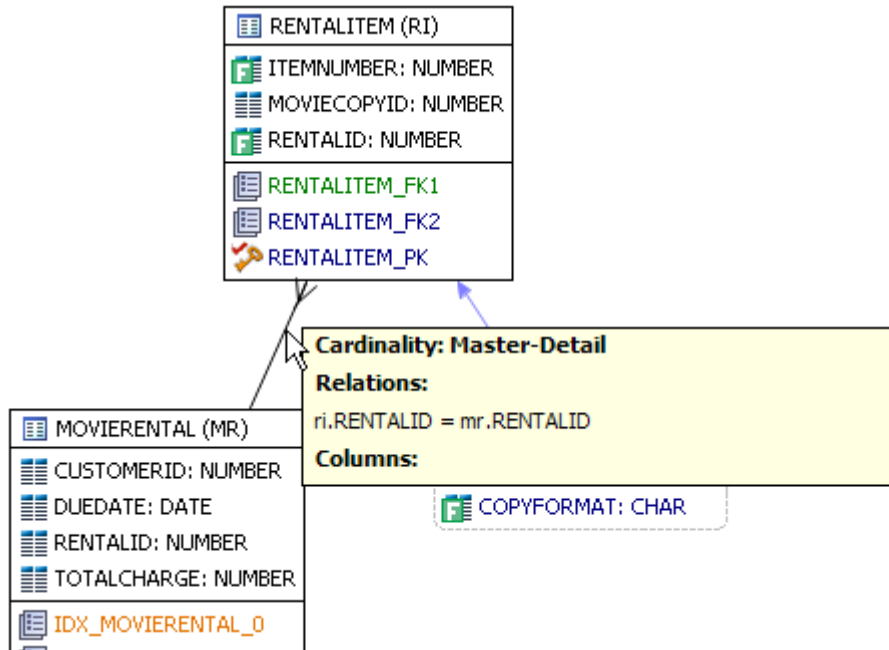 RENTALITEM (RI)
ITEMNUMBER: NUMBER
MOVIECOPYID: NUMBER
RENTALID: NUMBER
RENTALITEM_FK1
RENTALITEM_FK2
RENTALITEM_PK
Cardinality: Master-Detail
Relations:
ri.RENTALID = mr.RENTALID
Columns:
MOVIERENTAL (MR)
CUSTOMERID: NUMBER
DUEDATE: DATE
RENTALID: NUMBER
TOTALCHARGE: NUMBER
IDX_MOVIERENTAL_0
COPYFORMAT: CHAR